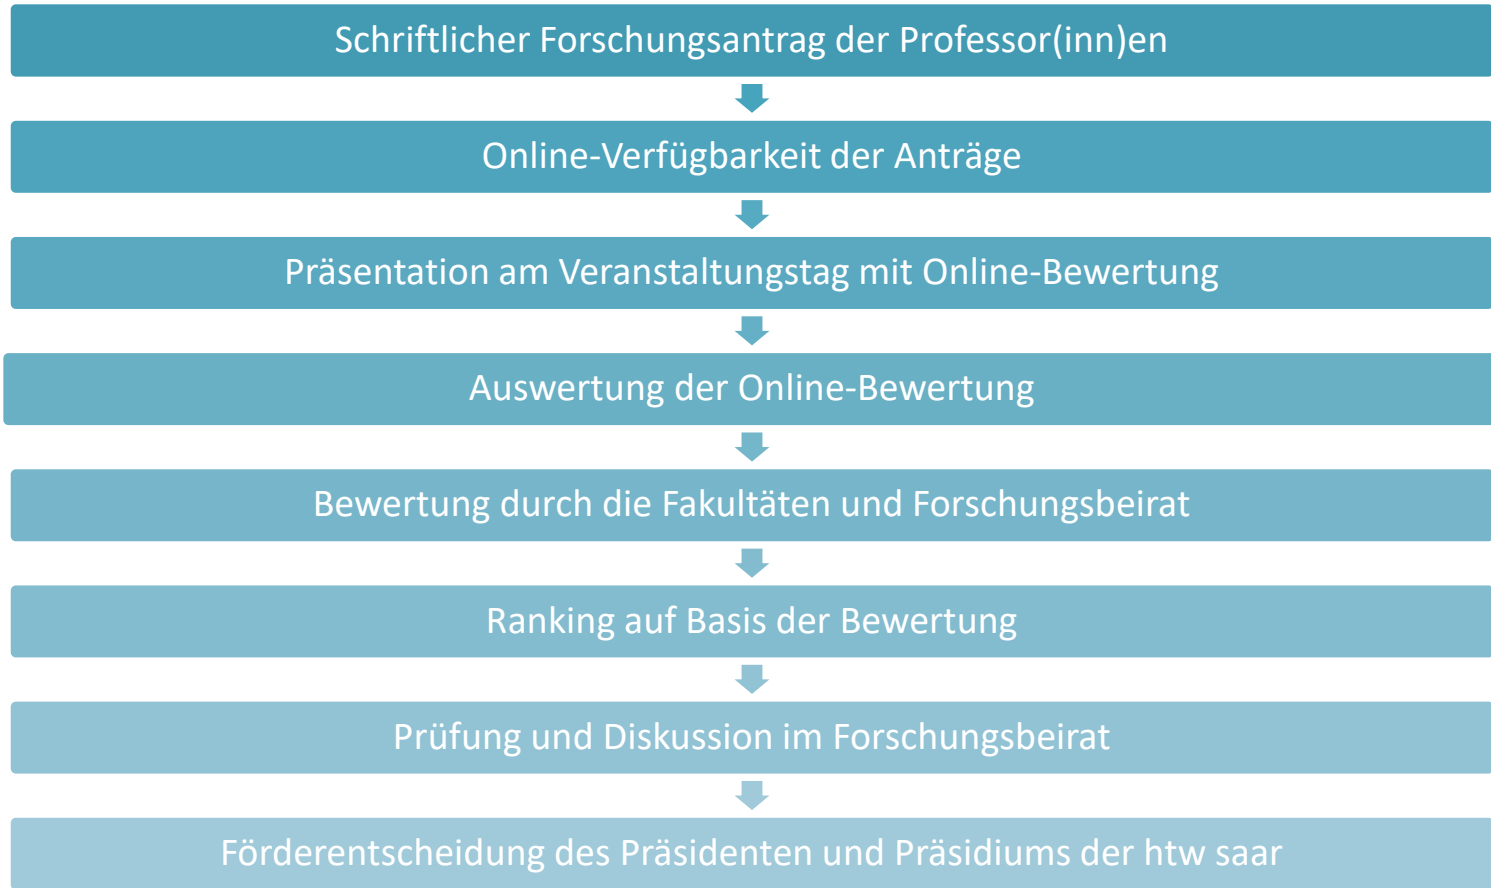 Schriftlicher Forschungsantrag der Professor(inn)en
Online-Verfügbarkeit der Anträge
Präsentation am Veranstaltungstag mit Online-Bewertung
Auswertung der Online-Bewertung
Bewertung durch die Fakultäten und Forschungsbeirat
Ranking auf Basis der Bewertung
Prüfung und Diskussion im Forschungsbeirat
Förderentscheidung des Präsidenten und Präsidiums der htw saar